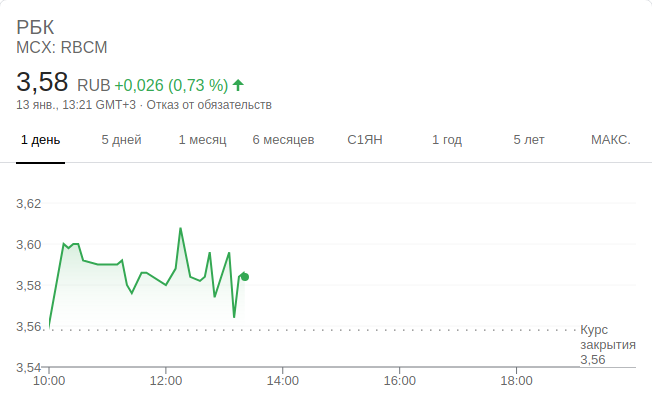 РБК
MCX: RBCM
3,58 RUB +0,026 (0,73 %)
13 янв., 13:21 GMT+3 · Отказ от обязательств
1 день 5 дней 1 месяц 6 месяцев С1ЯН 1 год 5 лет МАКС.
3,62
3,60
3,58
3,56
Курс
закрытия
3,56
3,54
10:00 12:00 14:00 16:00 18:00